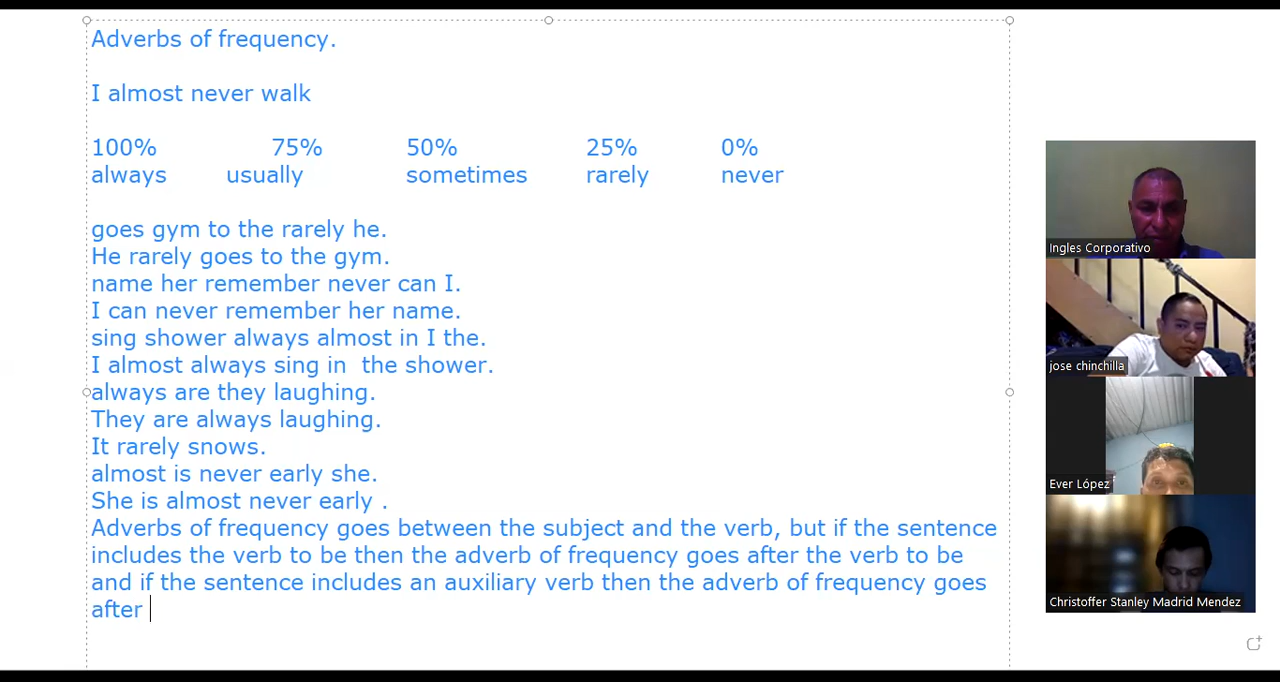 Adverbs of frequency.
I almost never walk
100% 75% 50% 25% 0%
always usually sometimes rarely never
goes gym to the rarely he.
He rarely goes to the gym.
name her remember never can I.
I can never remember her name.
sing shower always almost in I the.
I almost always sing in  the shower.
always are they laughing.
They are always laughing.
It rarely snows.
almost is never early she.
She is almost never early .
Adverbs of frequency goes between the subject and the verb, but if the sentence
includes the verb to be then the adverb of frequency goes after the verb to be
and if the sentence includes an auxiliary verb then the adverb of frequency goes
after
Ingles Corporativo
jose chinchilla
Ever López
Christoffer Stanley Madrid Mendez